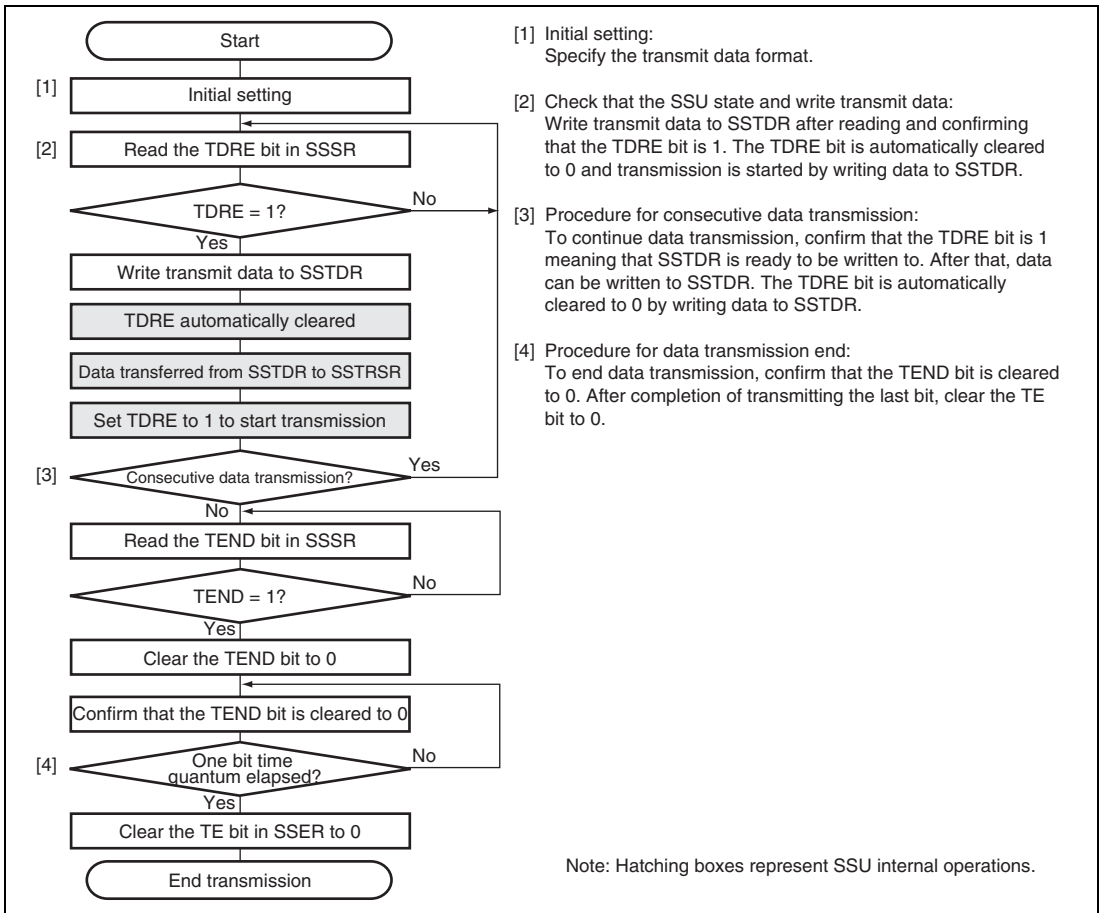 Start
[1]
Initial setting
[2]
Read the TDRE bit in SSSR
TDRE = 1?
No
Yes
Write transmit data to SSTDR
TDRE automatically cleared
Data transferred from SSTDR to SSTRSR
Set TDRE to 1 to start transmission
[3]
Consecutive data transmission?
Yes
No
Read the TEND bit in SSSR
TEND = 1?
No
Yes
Clear the TEND bit to 0
Confirm that the TEND bit is cleared to 0
[4]
One bit time
quantum elapsed?
No
Yes
Clear the TE bit in SSER to 0
End transmission
[1] Initial setting:
Specify the transmit data format.
[2] Check that the SSU state and write transmit data:
Write transmit data to SSTDR after reading and confirming
that the TDRE bit is 1. The TDRE bit is automatically cleared
to 0 and transmission is started by writing data to SSTDR.
[3] Procedure for consecutive data transmission:
To continue data transmission, confirm that the TDRE bit is 1
meaning that SSTDR is ready to be written to. After that, data
can be written to SSTDR. The TDRE bit is automatically
cleared to 0 by writing data to SSTDR.
[4] Procedure for data transmission end:
To end data transmission, confirm that the TEND bit is cleared
to 0. After completion of transmitting the last bit, clear the TE
bit to 0.
Note: Hatching boxes represent SSU internal operations.